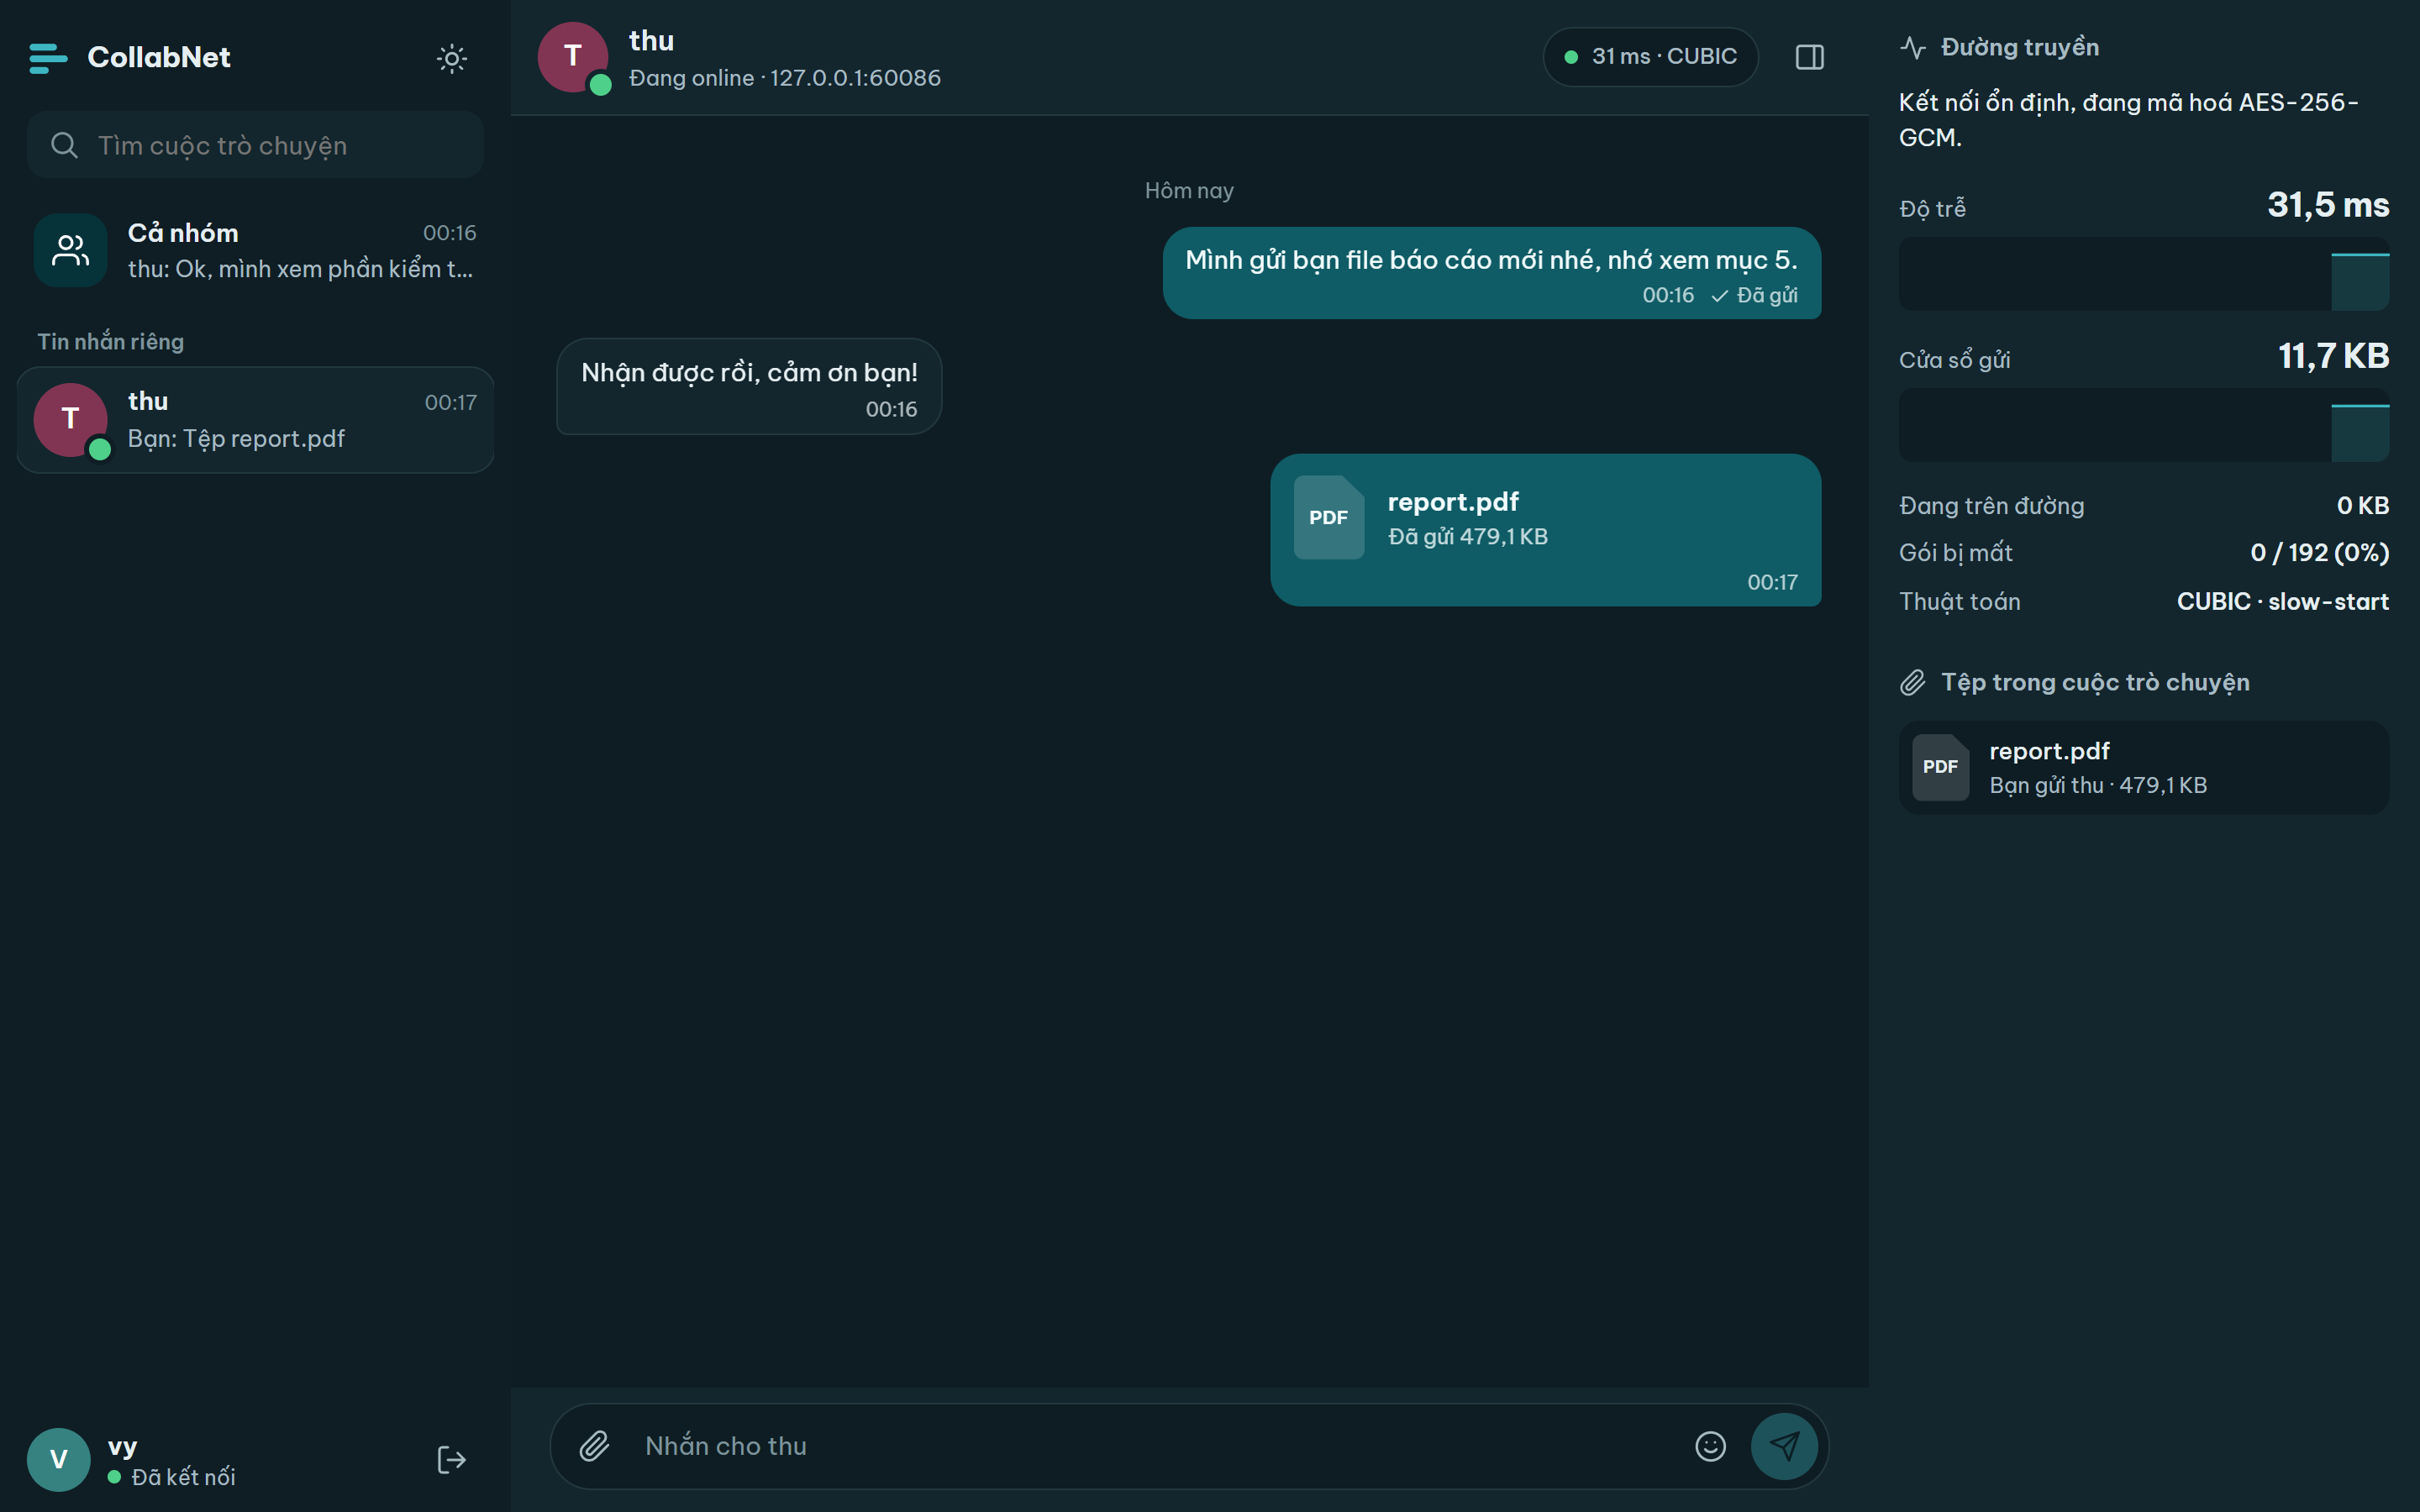 CollabNet
Tìm cuộc trò chuyện
Cả nhóm
00:16
thu: Ok, mình xem phần kiểm t...
Tin nhắn riêng
T
thu
00:17
Bạn: Tệp report.pdf
V
vy
Đã kết nối
T
thu
Đang online · 127.0.0.1:60086
31 ms · CUBIC
Hôm nay
Mình gửi bạn file báo cáo mới nhé, nhớ xem mục 5.
00:16 Đã gửi
Nhận được rồi, cảm ơn bạn!
00:16
PDF
report.pdf
Đã gửi 479,1 KB
00:17
Nhắn cho thu
Đường truyền
Kết nối ổn định, đang mã hoá AES-256-
GCM.
Độ trễ
31,5 ms
Cửa sổ gửi
11,7 KB
Đang trên đường
0 KB
Gói bị mất
0 / 192 (0%)
Thuật toán
CUBIC · slow-start
Tệp trong cuộc trò chuyện
PDF
report.pdf
Bạn gửi thu · 479,1 KB